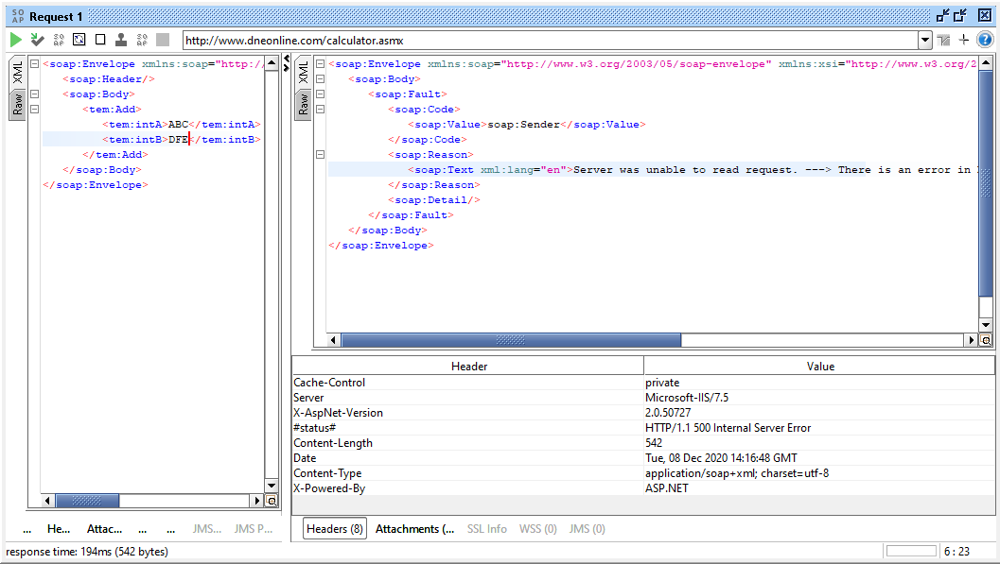 SO
AP
Request 1
http://www.dneonline.com/calculator.asmx
XML
Raw
<soap:Envelope xmlns:soap="http:/
<soap:Header/>
<soap:Body>
<tem:Add>
<tem:intA>ABC</tem:intA>
<tem:intB>DFE</tem:intB>
</tem:Add>
</soap:Body>
</soap:Envelope>
... He... Attac... ... ... JMS... JMS P...
XML
Raw
<soap:Envelope xmlns:soap="http://www.w3.org/2003/05/soap-envelope" xmlns:xsi="http://www.w3.org/2
<soap:Body>
<soap:Fault>
<soap:Code>
<soap:Value>soap:Sender</soap:Value>
</soap:Code>
<soap:Reason>
<soap:Text xml:lang="en">Server was unable to read request. ---> There is an error in
</soap:Reason>
<soap:Detail/>
</soap:Fault>
</soap:Body>
</soap:Envelope>
Header Value
Cache-Control private
Server Microsoft-IIS/7.5
X-AspNet-Version 2.0.50727
#status# HTTP/1.1 500 Internal Server Error
Content-Length 542
Date Tue, 08 Dec 2020 14:16:48 GMT
Content-Type application/soap+xml; charset=utf-8
X-Powered-By ASP.NET
Headers (8) Attachments (... SSL Info WSS (0) JMS (0)
response time: 194ms (542 bytes)
6 : 23